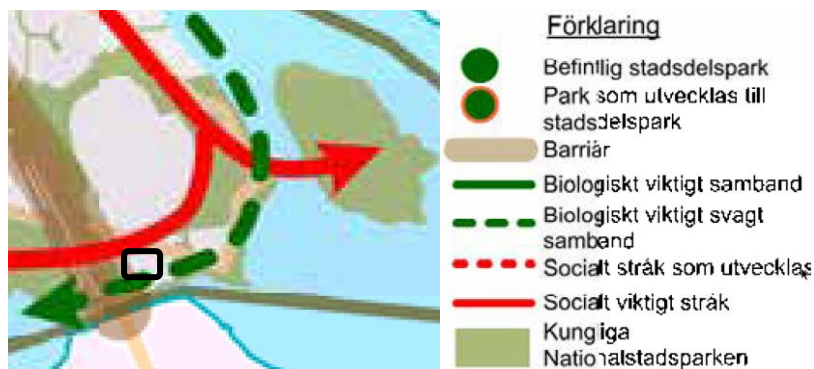 Förklaring
Befintlig stadsdelspark
Park som utvecklas till
stadsdelspark
Barriär
Biologiskt viktigt samband
Biologiskt viktigt svagt
samband
Socialt stråk som utvecklas
Socialt viktigt stråk
Kungliga
Nationalstadsparken